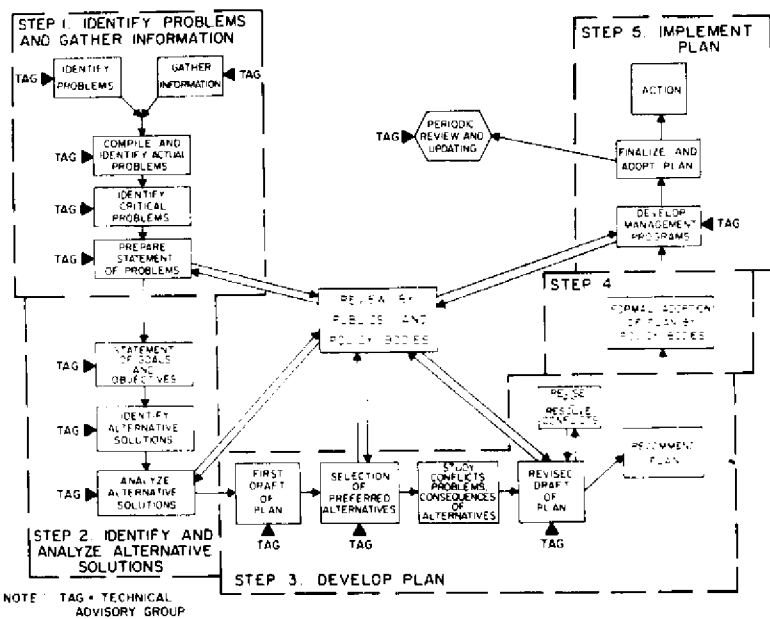 STEP 1. IDENTIFY PROBLEMS
AND GATHER INFORMATION
TAG
IDENTIFY
PROBLEMS
GATHER
INFORMATION
TAG
TAG
COMPILE AND
IDENTIFY ACTUAL
PROBLEMS
TAG
IDENTIFY
CRITICAL
PROBLEMS
TAG
PREPARE
STATEMENT
OF PROBLEMS
TAG
STATEMENT
OF GOALS
AND
OBJECTIVES
TAG
IDENTIFY
ALTERNATIVE
SOLUTIONS
TAG
ANALYZE
ALTERNATIVE
SOLUTIONS
STEP 2. IDENTIFY AND
ANALYZE ALTERNATIVE
SOLUTIONS
REVIEW BY
PUBLICS AND
POLICY BODIES
FIRST
DRAFT OF
PLAN
TAG
SELECTION
OF
PREFERRED
ALTERNATIVES
TAG
STUDY
CONFLICTS
PROBLEMS,
CONSEQUENCES
OF
ALTERNATIVES
REVISED
DRAFT OF
PLAN
TAG
RESOLVE
CONFLICTS
RECOMMENT
PLAN
STEP 3. DEVELOP PLAN
STEP 4
FORMAL ADOPTION
OF PLAN BY
POLICY BODIES
STEP 5. IMPLEMENT
PLAN
ACTION
FINALIZE AND
ADOPT PLAN
DEVELOP
MANAGEMENT
PROGRAMS
TAG
TAG
PERIODIC
REVIEW AND
UPDATING
NOTE: TAG = TECHNICAL
ADVISORY GROUP